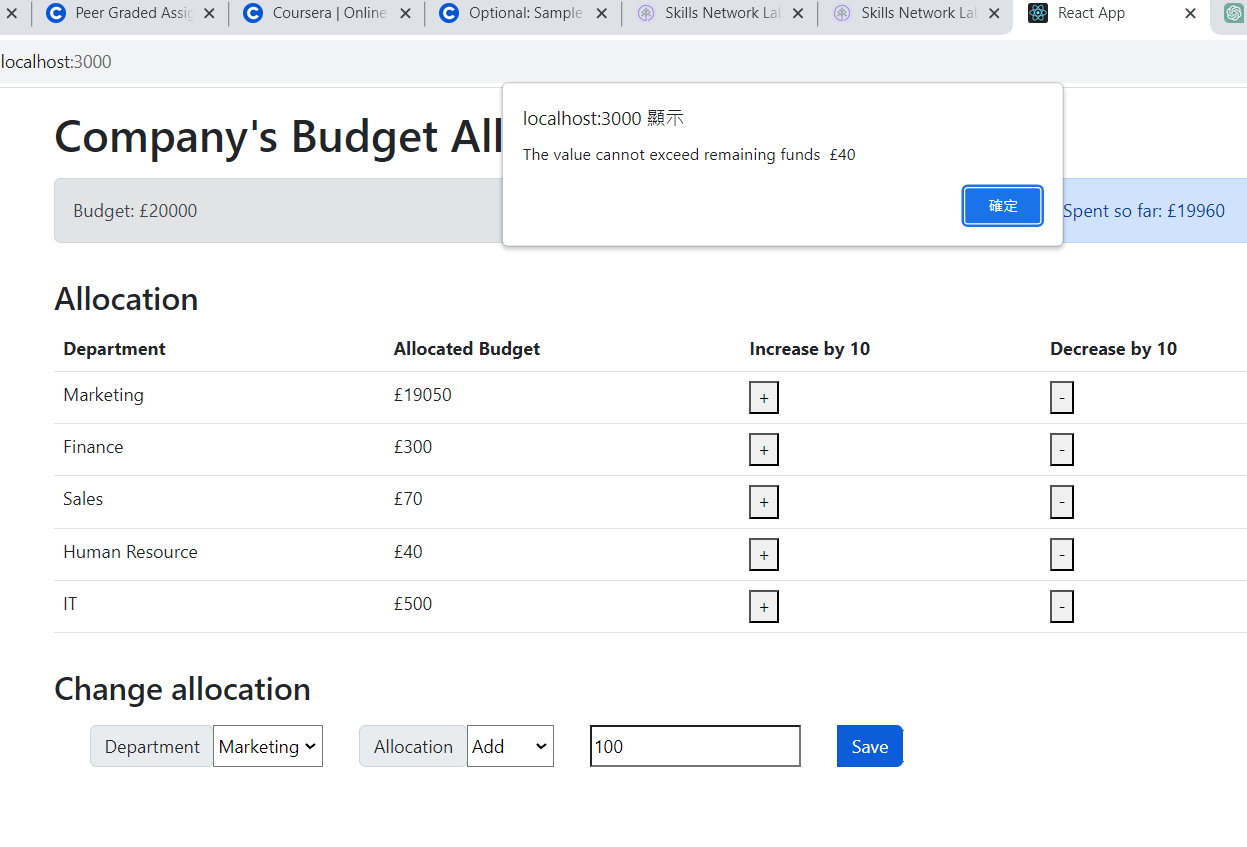 Peer Graded Assig
Coursera | Online
Optional: Sample
Skills Network Lab
Skills Network Lab
React App
localhost:3000
localhost:3000 顯示
The value cannot exceed remaining funds £40
確定
Company's Budget All
Budget: £20000
Spent so far: £19960
Allocation
Department Allocated Budget Increase by 10 Decrease by 10
Marketing £19050 + -
Finance £300 + -
Sales £70 + -
Human Resource £40 + -
IT £500 + -
Change allocation
Department Marketing Allocation Add 100 Save